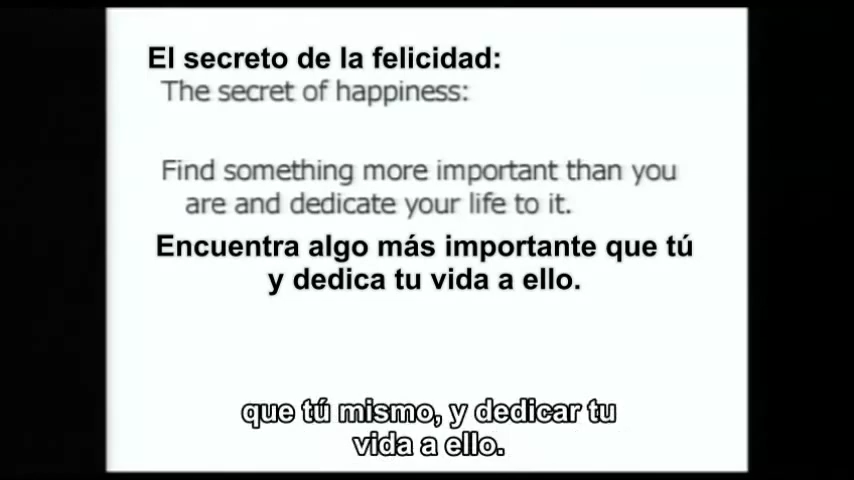 El secreto de la felicidad:
The secret of happiness:
Find something more important than you
are and dedicate your life to it.
Encuentra algo más importante que tú
y dedica tu vida a ello.
que tú mismo, y dedicar tu
vida a ello.